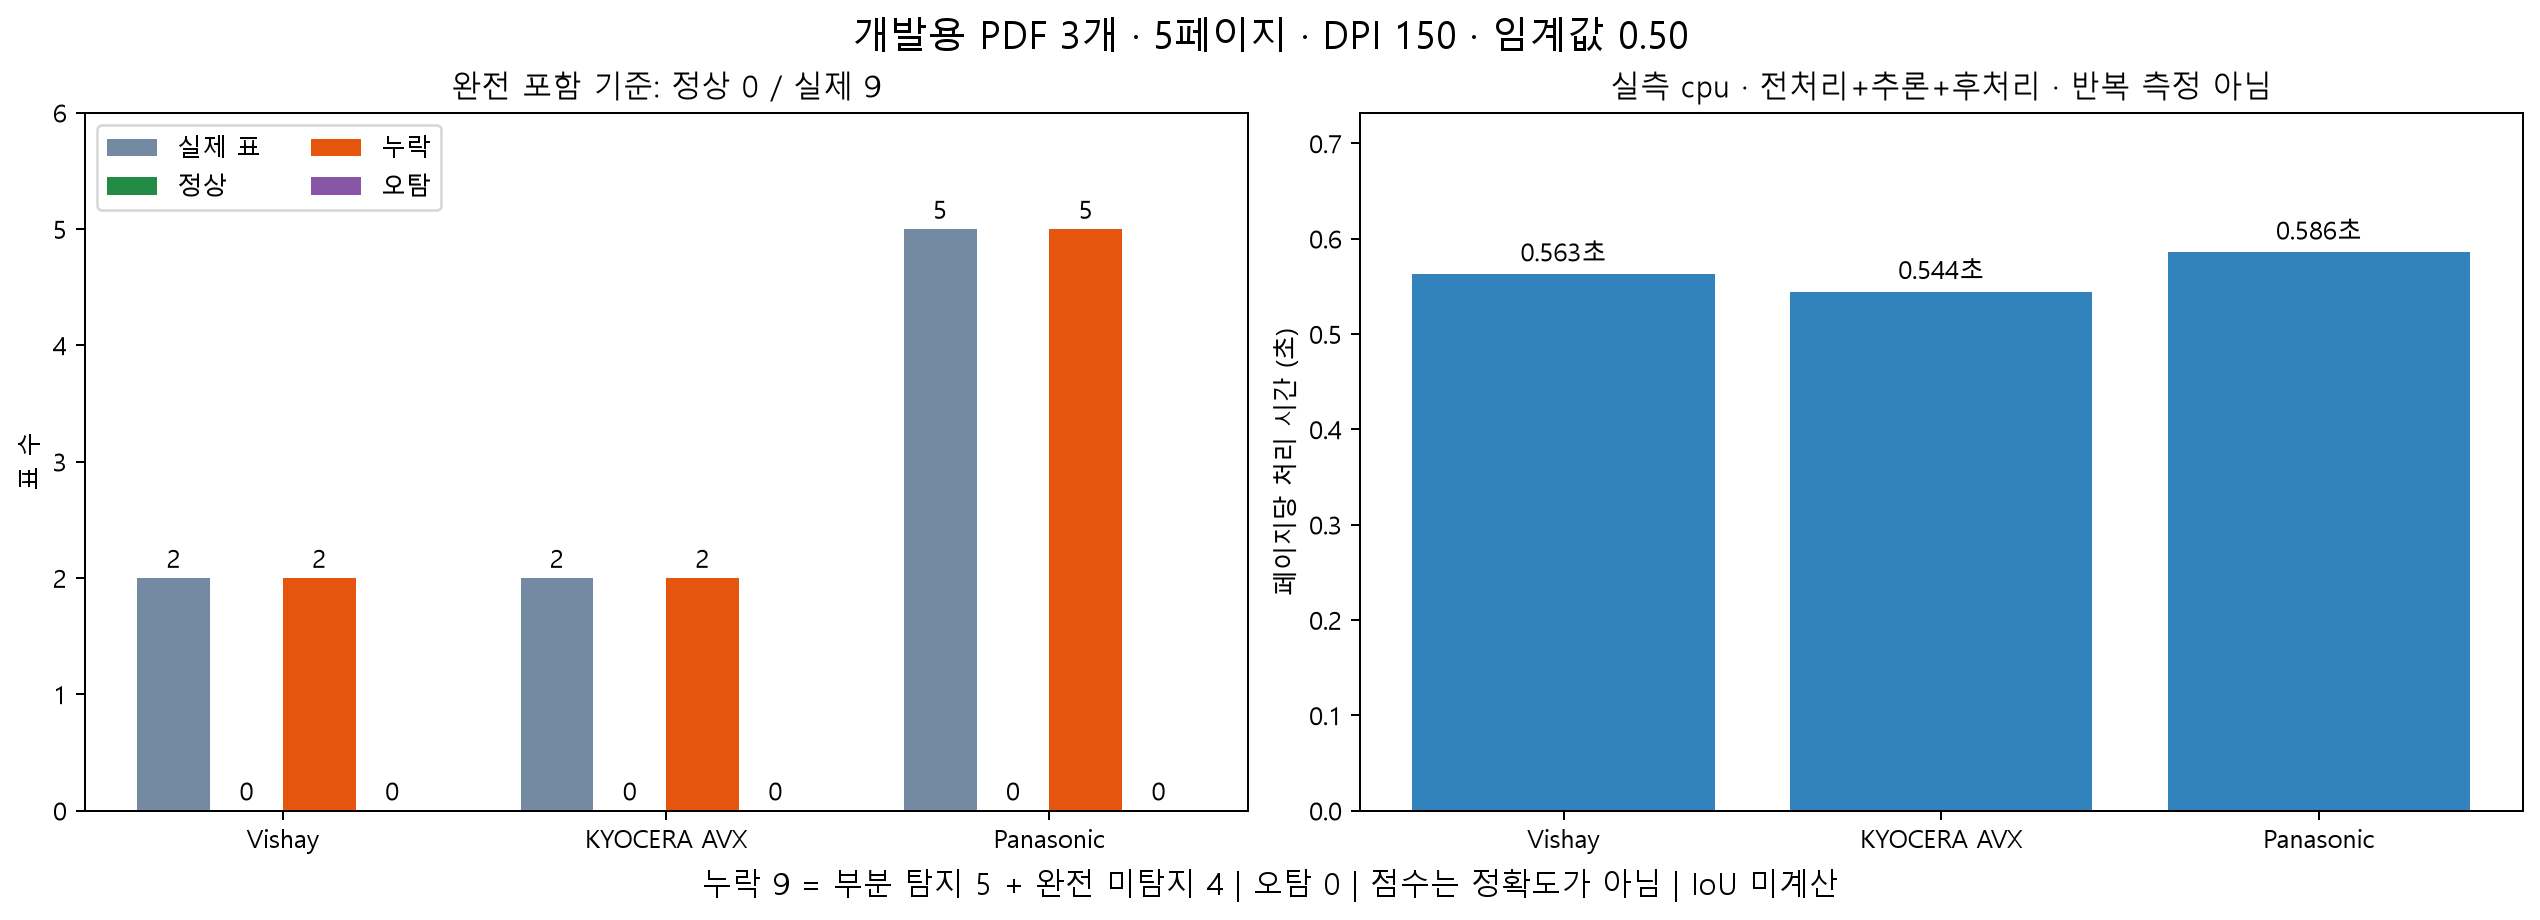 개발용 PDF 3개 · 5페이지 · DPI 150 · 임계값 0.50
완전 포함 기준: 정상 0 / 실제 9
실제 표
누락
정상
오탐
표 수
6
5
4
3
2
1
0
2
0
2
0
2
0
2
0
5
0
5
0
Vishay
KYOCERA AVX
Panasonic
실측 cpu · 전처리+추론+후처리 · 반복 측정 아님
페이지당 처리 시간 (초)
0.7
0.6
0.5
0.4
0.3
0.2
0.1
0.0
0.563초
0.544초
0.586초
Vishay
KYOCERA AVX
Panasonic
누락 9 = 부분 탐지 5 + 완전 미탐지 4 | 오탐 0 | 점수는 정확도가 아님 | IoU 미계산